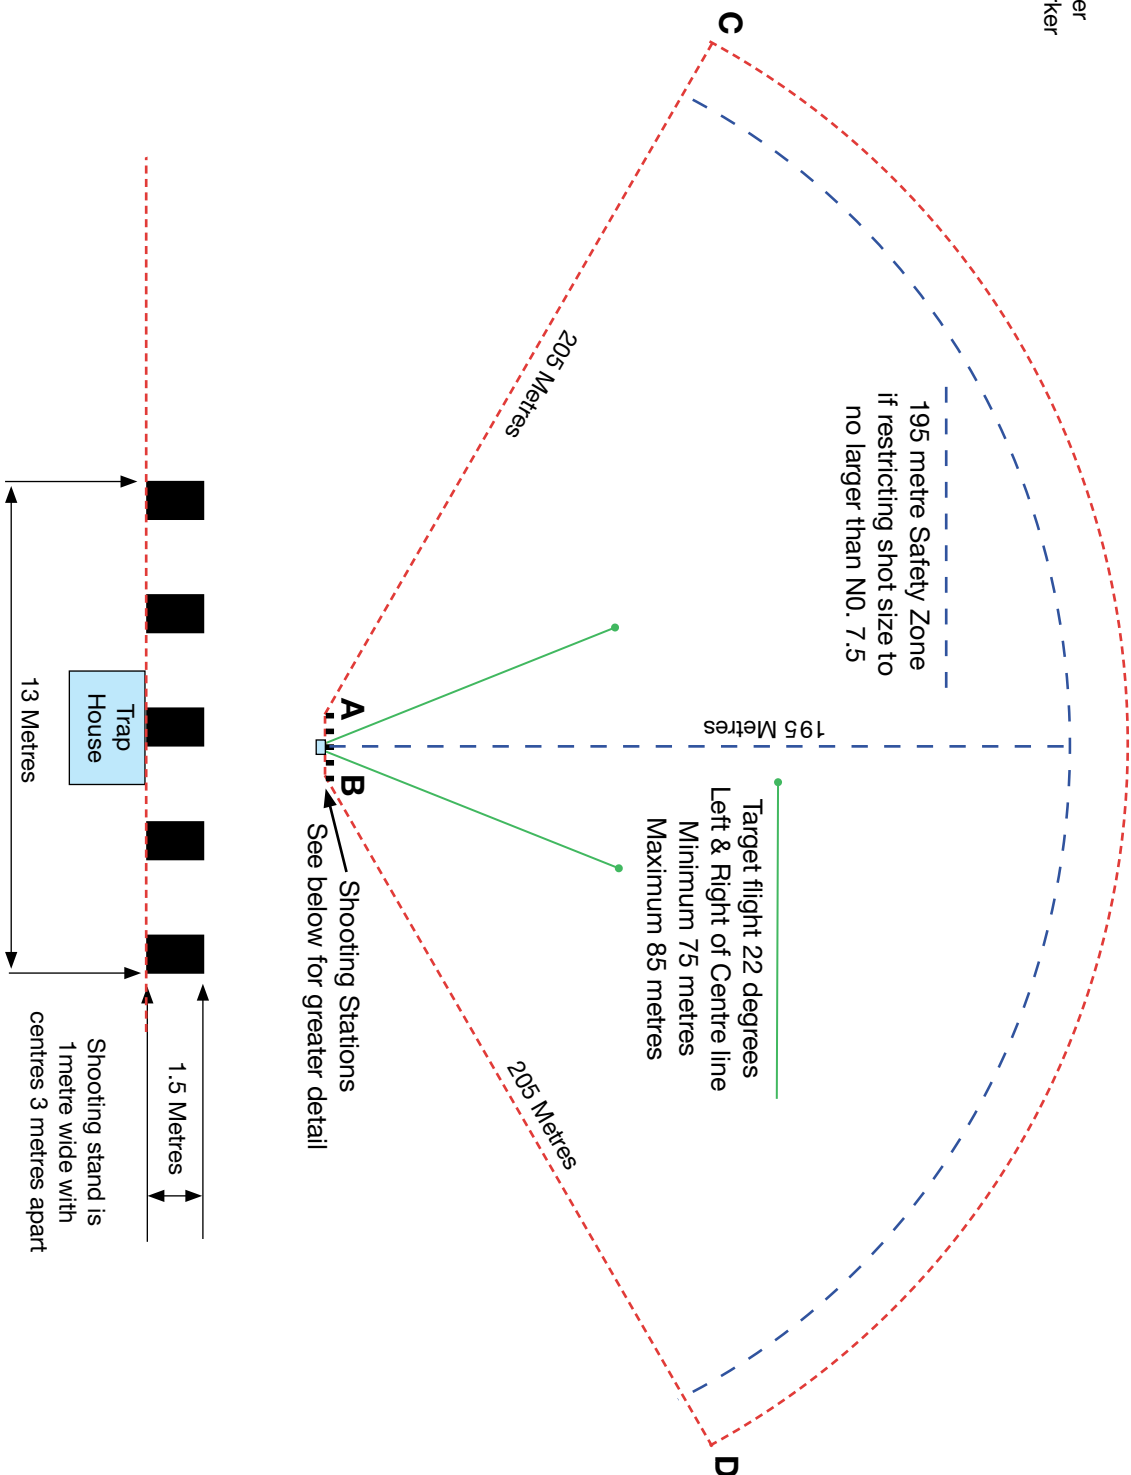 er
rker
C
205 Metres
195 metre Safety Zone
if restricting shot size to
no larger than N0. 7.5
195 Metres
A
B
Target flight 22 degrees
Left & Right of Centre line
Minimum 75 metres
Maximum 85 metres
Shooting Stations
See below for greater detail
205 Metres
D
Trap
House
13 Metres
1.5 Metres
Shooting stand is
1metre wide with
centres 3 metres apart